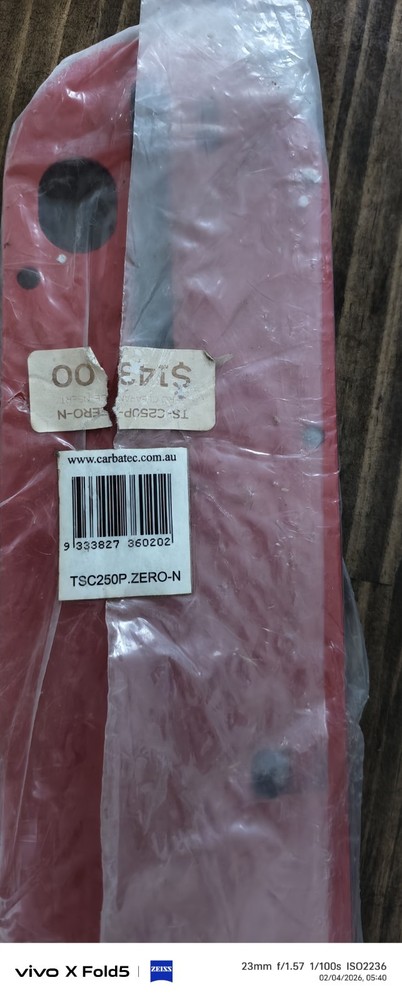 $143.00
TS-C250P-ZERO-N
www.carbatec.com.au
9 333827 360202
TSC250P.ZERO-N
vivo X Fold5 | ZEISS
23mm f/1.57 1/100s ISO2236
02/04/2026, 05:40